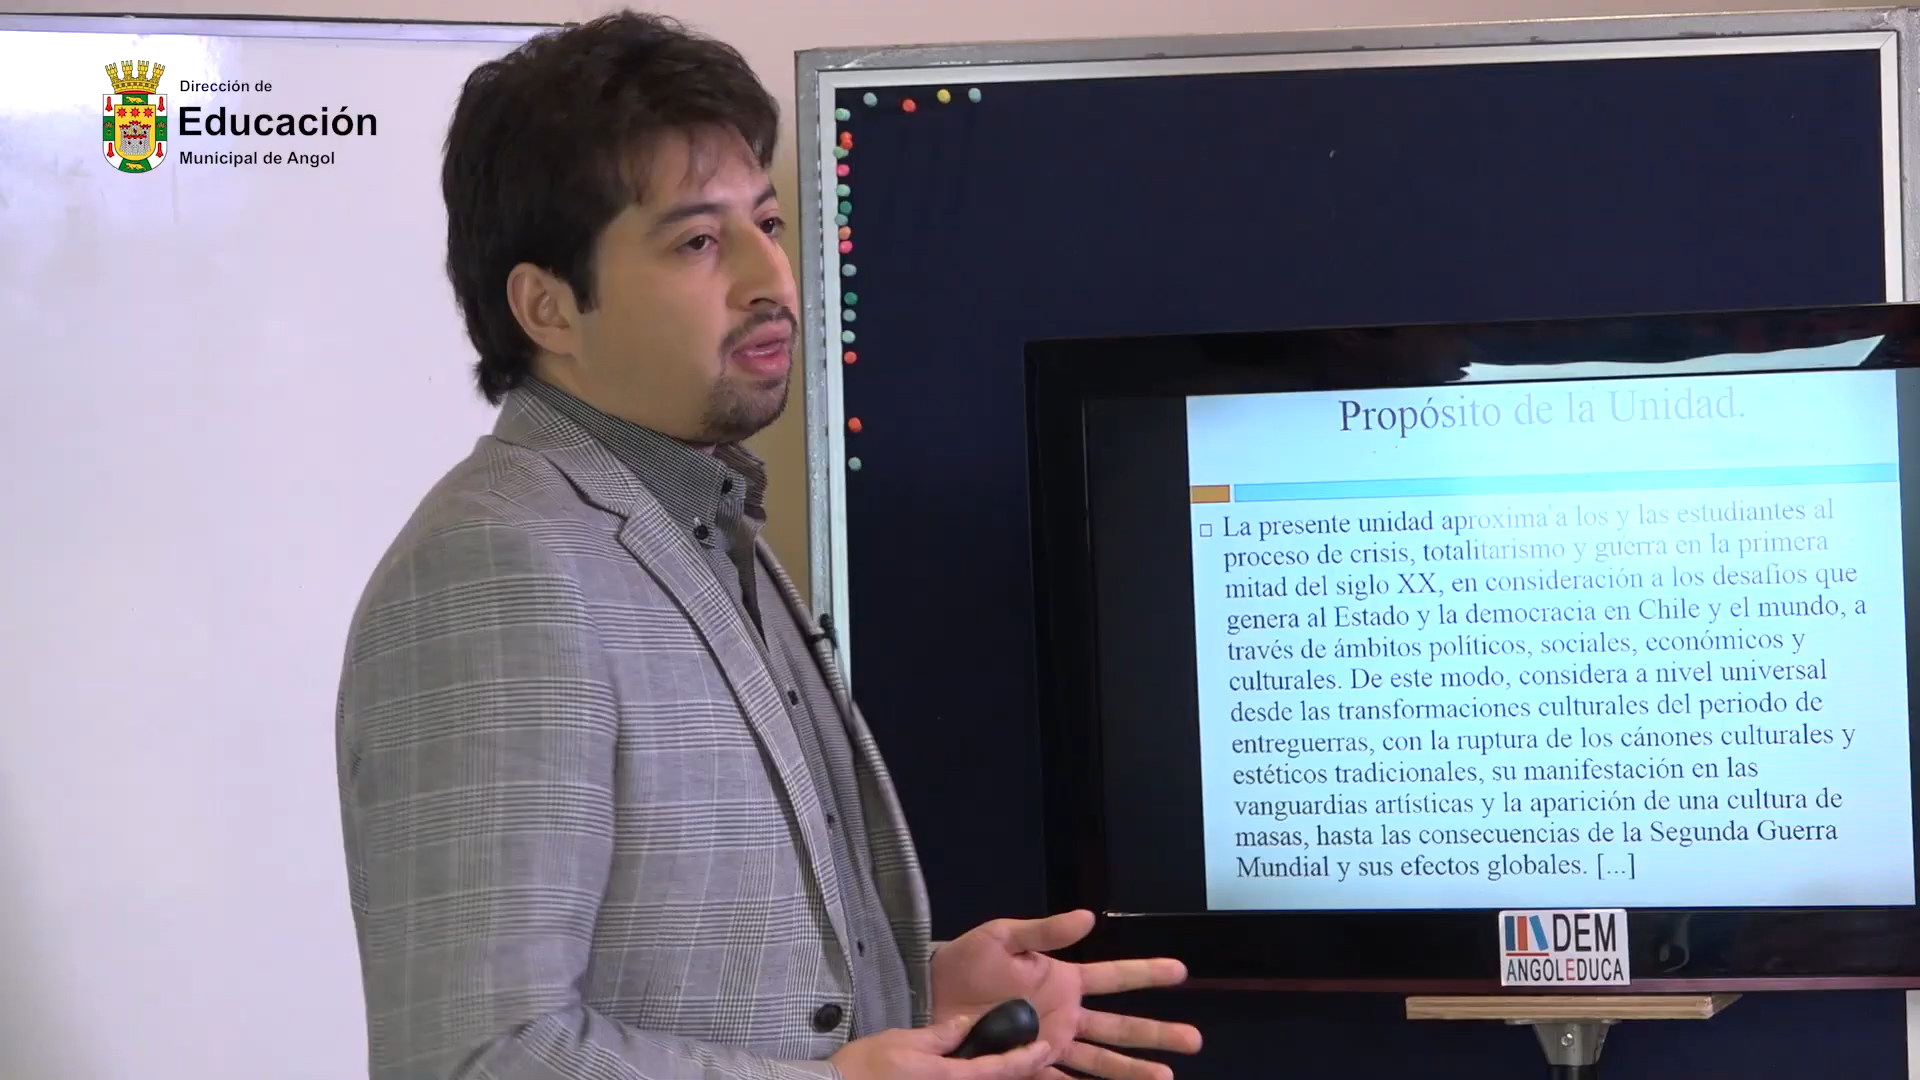 Dirección de
Educación
Municipal de Angol
Propósito de la Unidad.
La presente unidad aproxima a los y las estudiantes al
proceso de crisis, totalitarismo y guerra en la primera
mitad del siglo XX, en consideración a los desafíos que
genera al Estado y la democracia en Chile y el mundo, a
través de ámbitos políticos, sociales, económicos y
culturales. De este modo, considera a nivel universal
desde las transformaciones culturales del periodo de
entreguerras, con la ruptura de los cánones culturales y
estéticos tradicionales, su manifestación en las
vanguardias artísticas y la aparición de una cultura de
masas, hasta las consecuencias de la Segunda Guerra
Mundial y sus efectos globales. [...]
DEM
ANGOLEDUCA